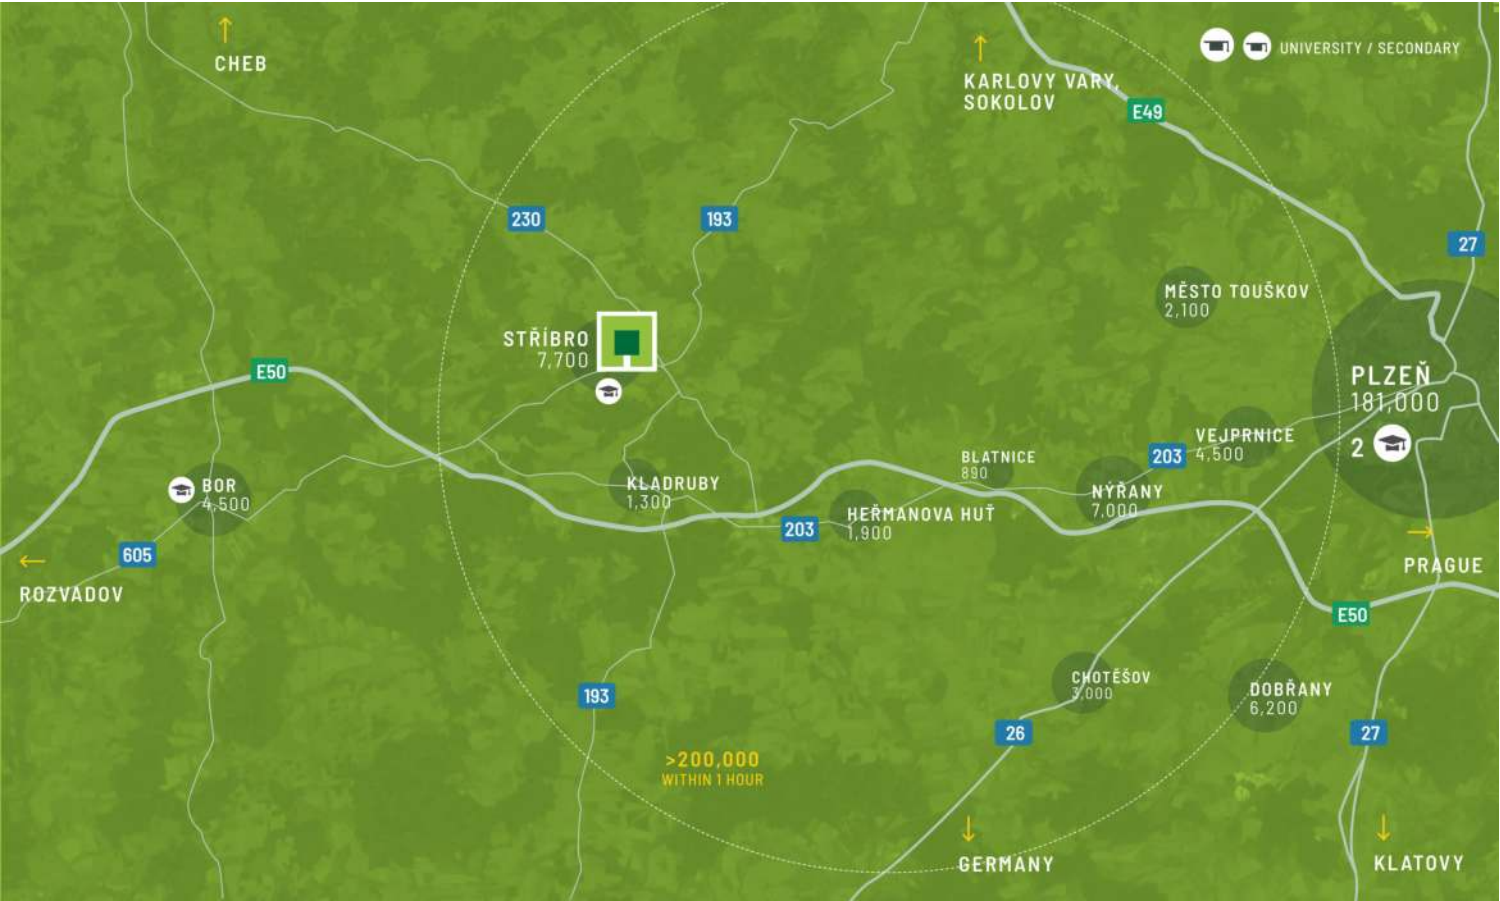 CHEB
KARLOVY VARY,
SOKOLOV
UNIVERSITY / SECONDARY
E49
230
193
27
MĚSTO TOUŠKOV
2,100
STŘÍBRO
7,700
E50
PLZEŇ
181,000
2
VEJPRNICE
4,500
203
BLATNICE
890
NÝŘANY
7,000
KLADRUBY
1,300
BOR
4,500
HEŘMANOVA HUŤ
1,900
203
605
ROZVADOV
PRAGUE
E50
CHOTĚŠOV
3,000
DOBŘANY
6,200
193
26
27
>200,000
WITHIN 1 HOUR
GERMANY
KLATOVY